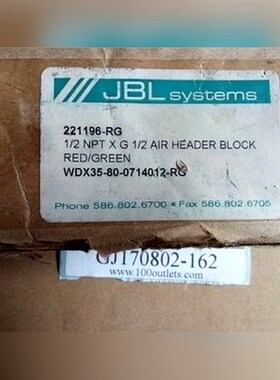 JBL systems
221196-RG
1/2 NPT X G 1/2 AIR HEADER BLOCK
RED/GREEN
WDX35-80-0714012-RG
Phone 586.802.6700 ■ Fax 586.802.6705
GJ170802-162
www.100outlets.com